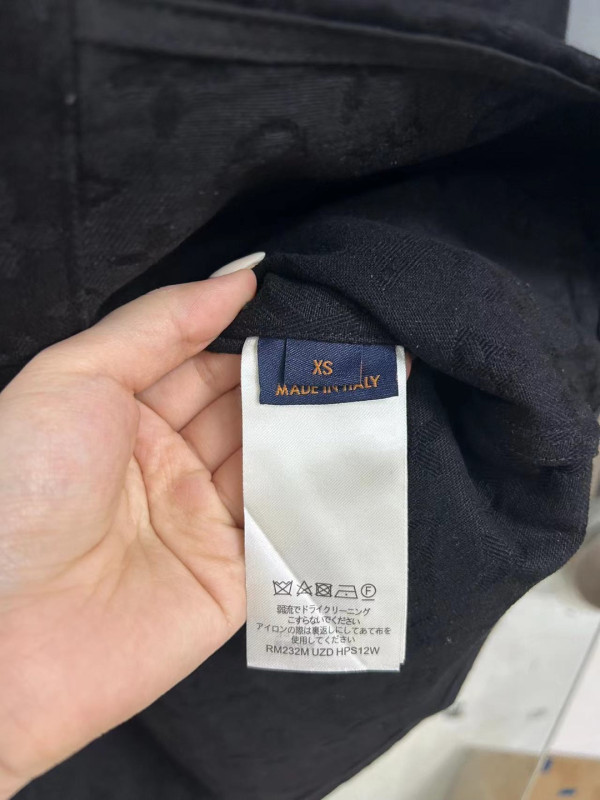 XS
MADE IN ITALY
弱流でドライクリーニング
こすらないでください
アイロンの際は裏返しにしてあて布を
使用してください
RM232M UZD HPS12W